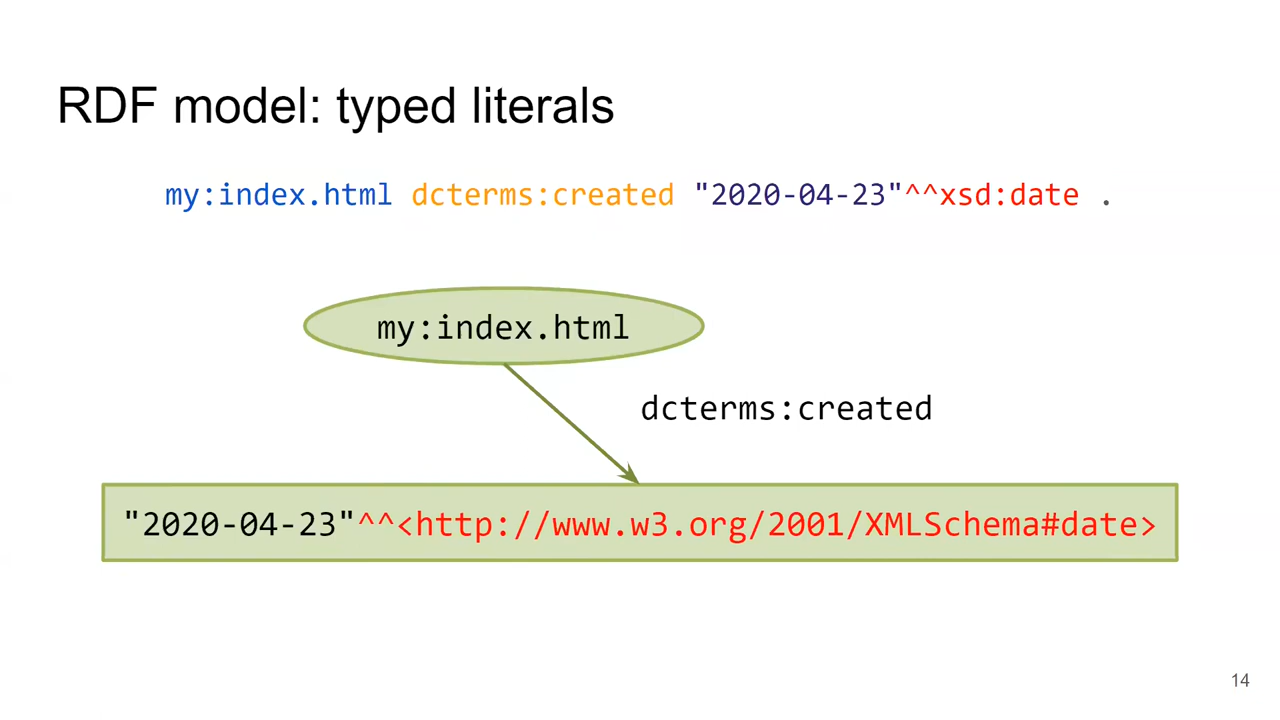 RDF model: typed literals
my:index.html dcterms:created "2020-04-23"^^xsd:date .
my:index.html
dcterms:created
"2020-04-23"^^<http://www.w3.org/2001/XMLSchema#date>
14